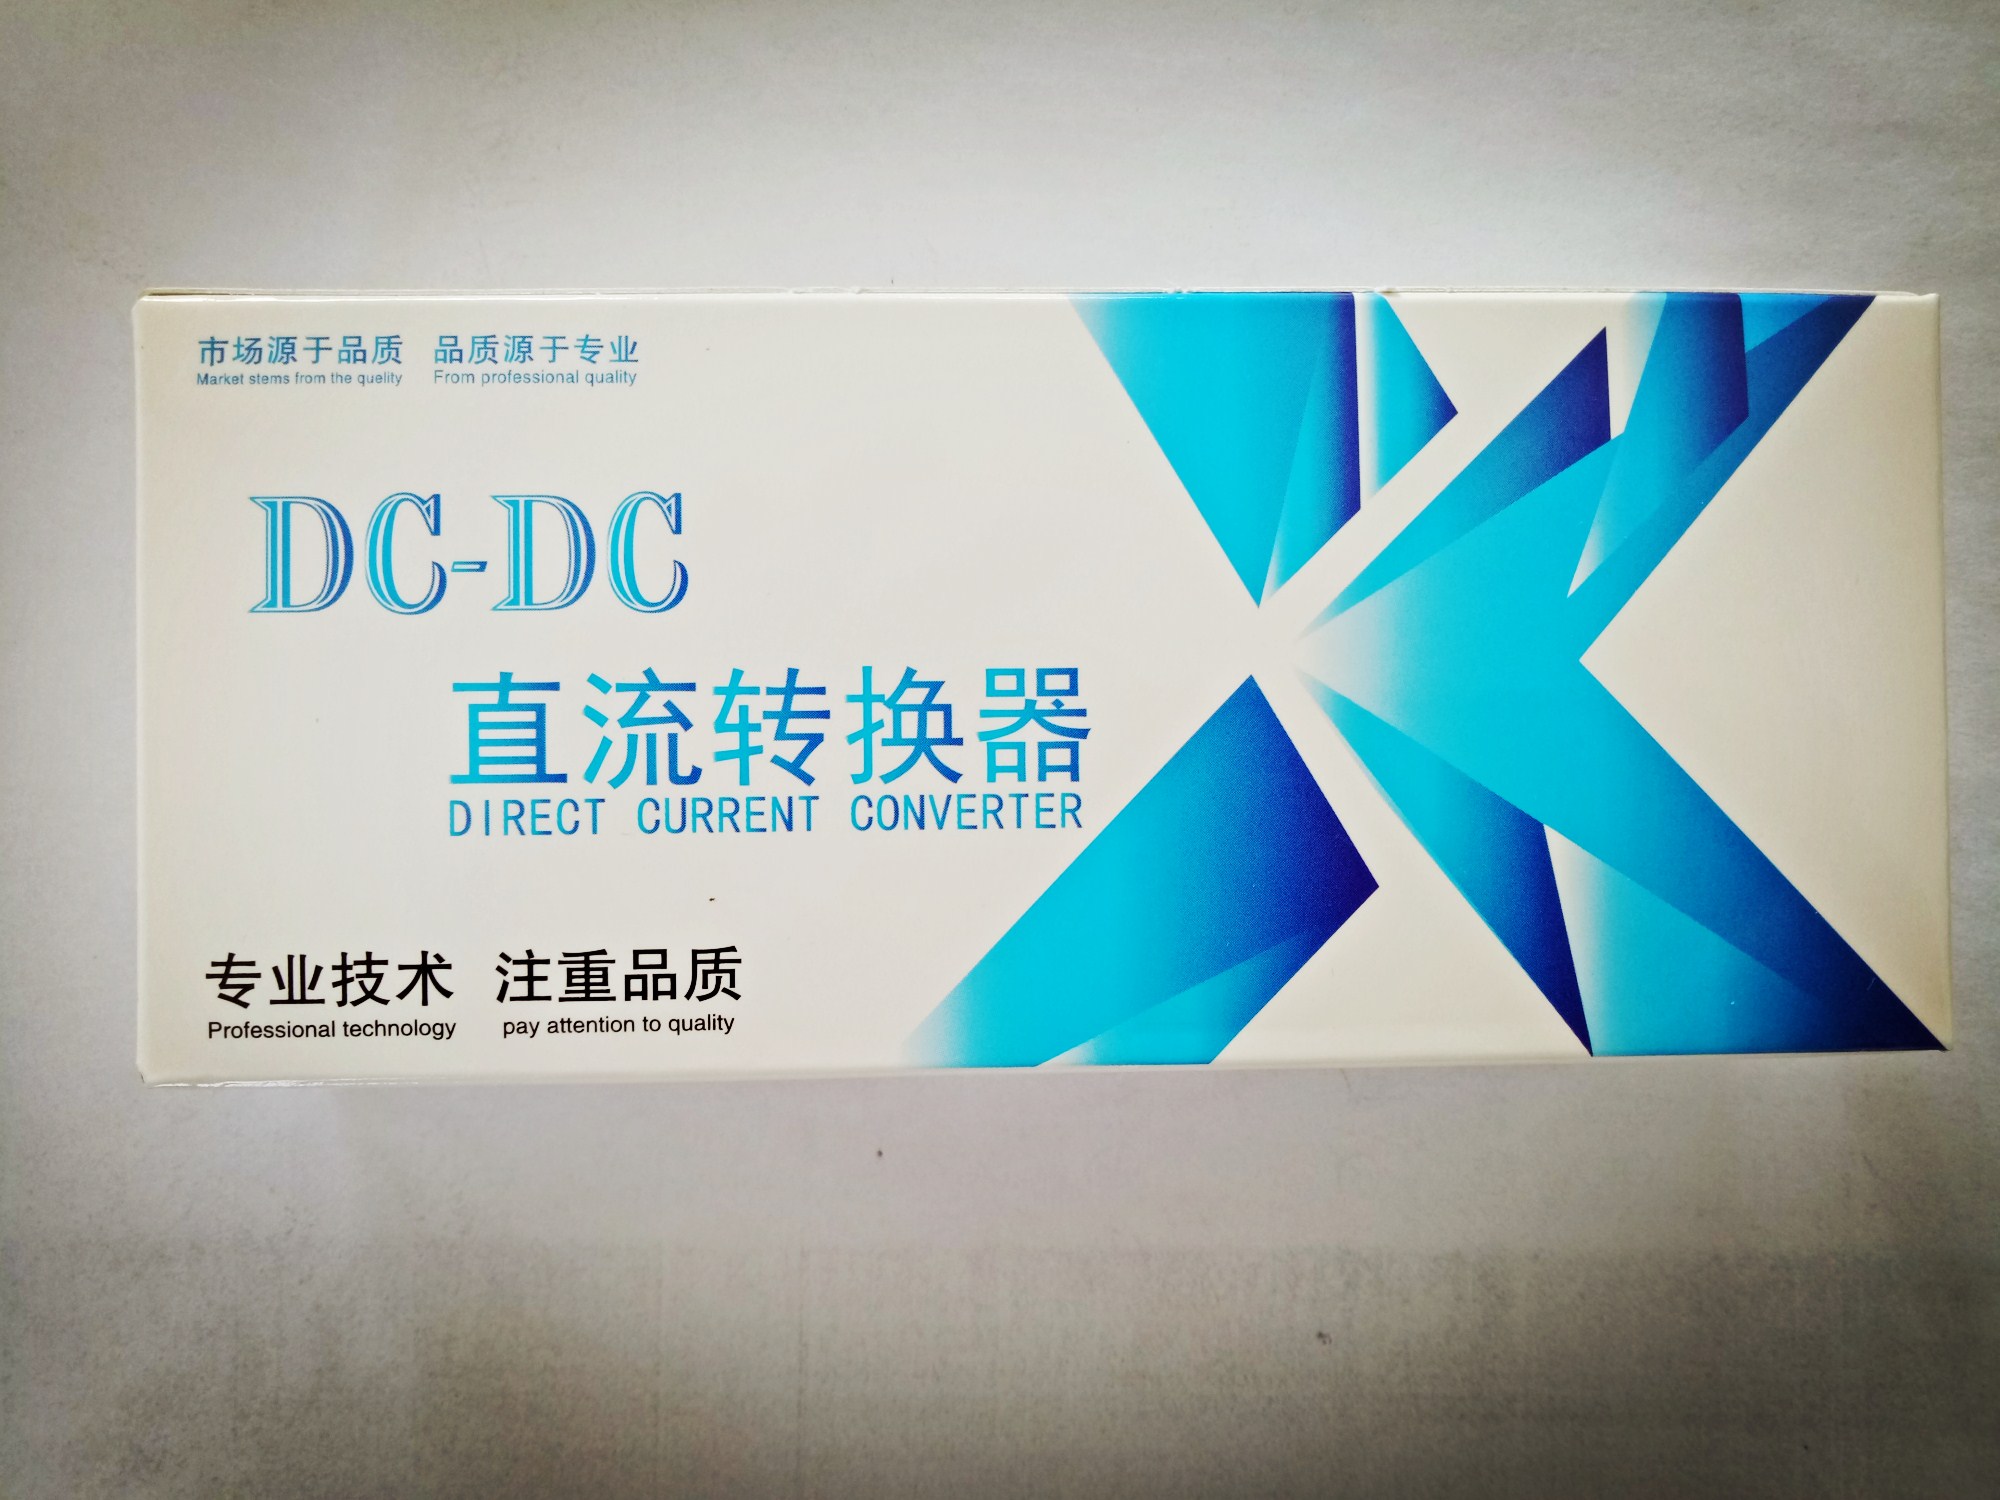 市场源于品质 品质源于专业
Market stems from the quelity From professional quality
DC-DC
直流转换器
DIRECT CURRENT CONVERTER
专业技术 注重品质
Professional technology pay attention to quality